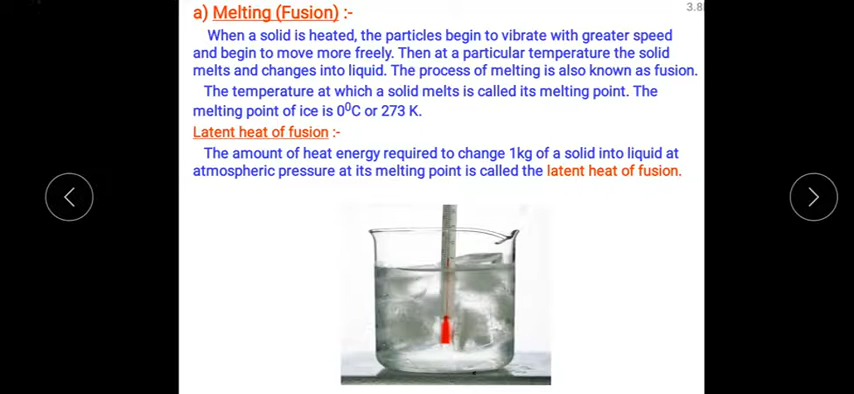 3.8
a) Melting (Fusion) :-
When a solid is heated, the particles begin to vibrate with greater speed
and begin to move more freely. Then at a particular temperature the solid
melts and changes into liquid. The process of melting is also known as fusion.
The temperature at which a solid melts is called its melting point. The
melting point of ice is 0⁰C or 273 K.
Latent heat of fusion :-
The amount of heat energy required to change 1kg of a solid into liquid at
atmospheric pressure at its melting point is called the latent heat of fusion.